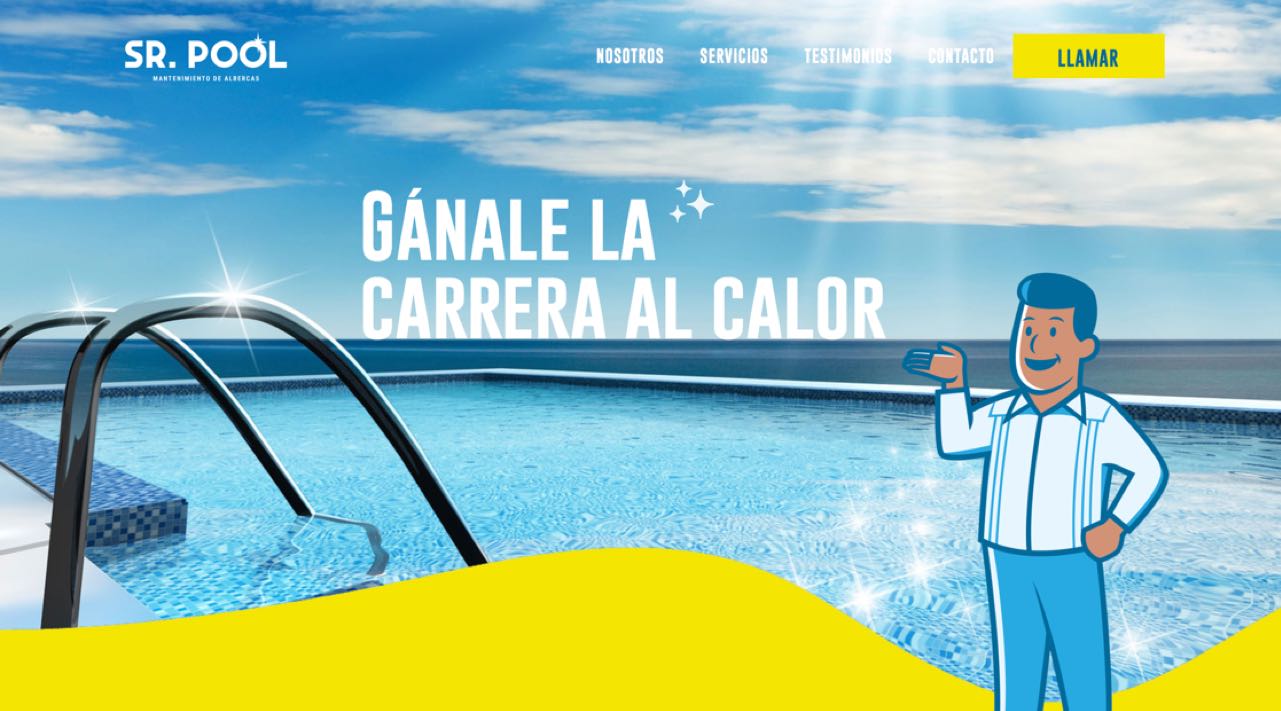 SR. POOL
MANTENIMIENTO DE ALBERCAS
NOSOTROS SERVICIOS TESTIMONIOS CONTACTO LLAMAR
GÁNALE LA
CARRERA AL CALOR